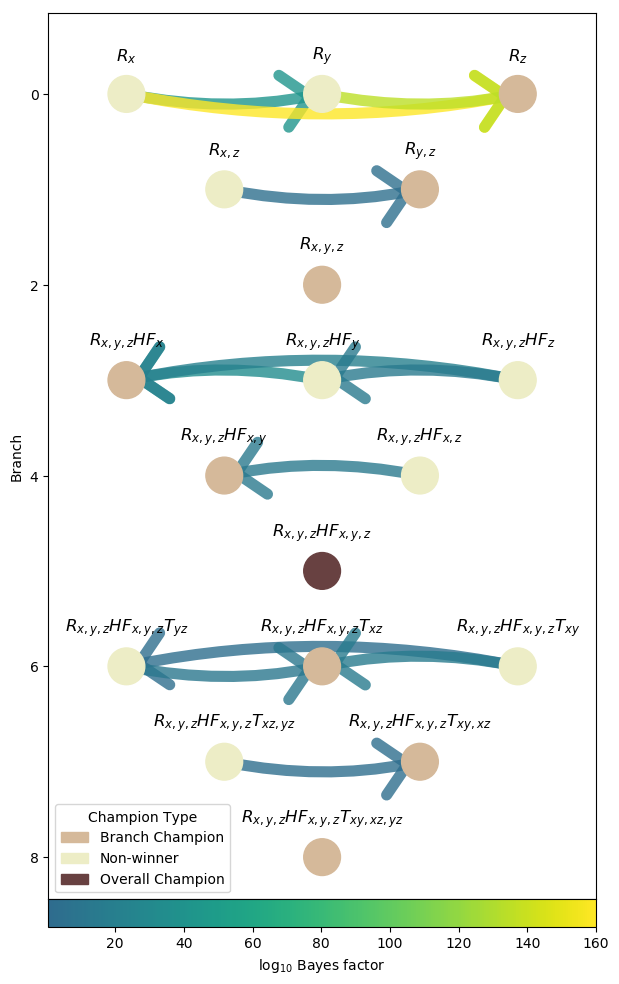 R_x R_y R_z
0
R_{x,z} R_{y,z}
R_{x,y,z}
2
R_{x,y,z}HF_x R_{x,y,z}HF_y R_{x,y,z}HF_z
R_{x,y,z}HF_{x,y} R_{x,y,z}HF_{x,z}
Branch
4
R_{x,y,z}HF_{x,y,z}
R_{x,y,z}HF_{x,y,z}T_{yz} R_{x,y,z}HF_{x,y,z}T_{xz} R_{x,y,z}HF_{x,y,z}T_{xy}
6
R_{x,y,z}HF_{x,y,z}T_{xz,yz} R_{x,y,z}HF_{x,y,z}T_{xy,xz}
R_{x,y,z}HF_{x,y,z}T_{xy,xz,yz}
Champion Type
Branch Champion
Non-winner
Overall Champion
8
20 40 60 80 100 120 140 160
log_{10} Bayes factor